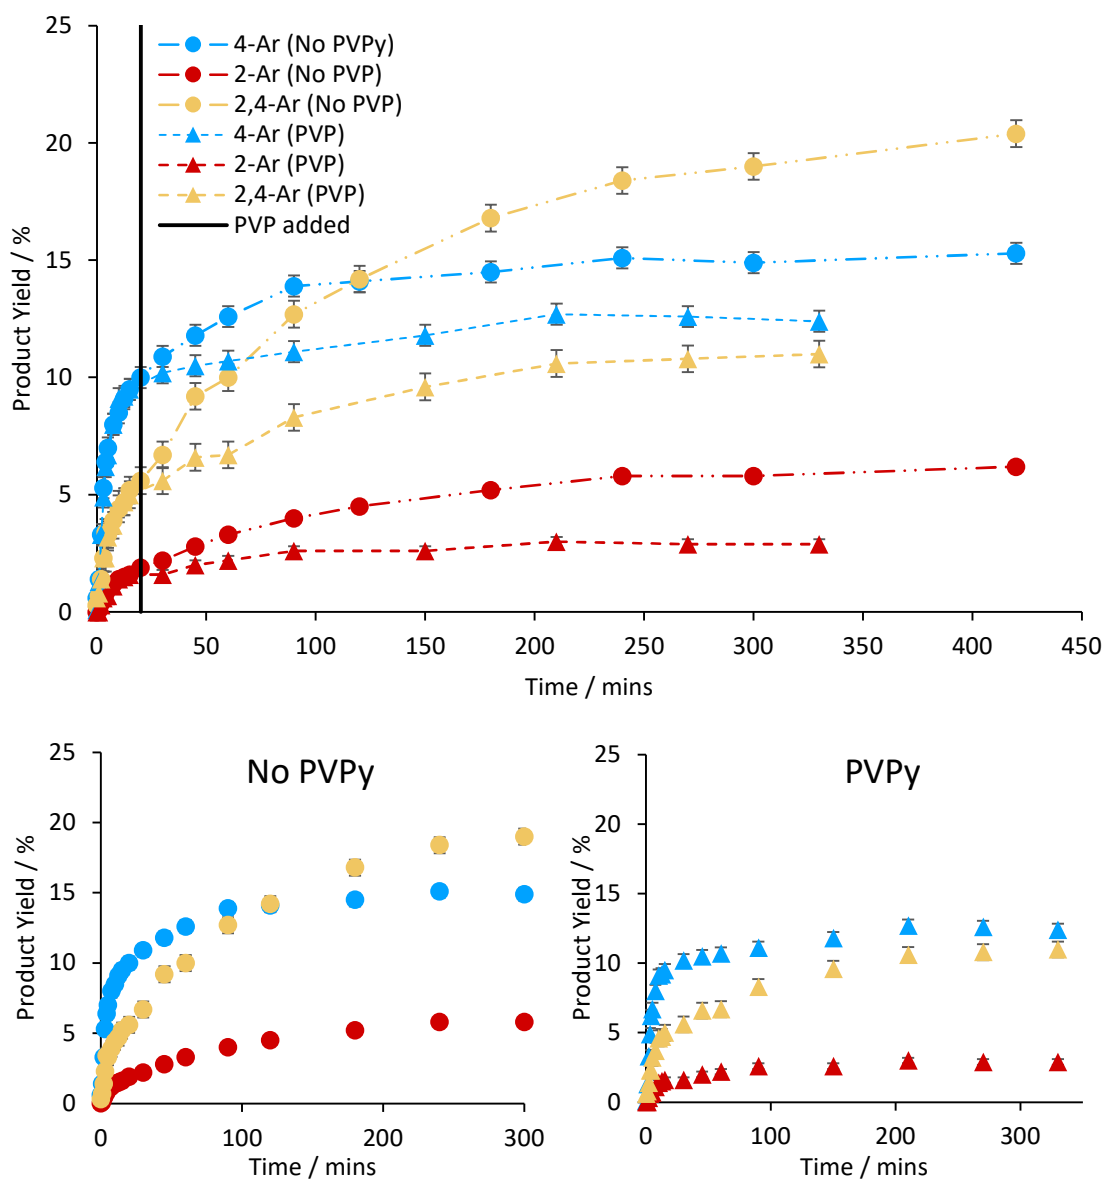 25
20
15
10
5
0
Product Yield / %
4-Ar (No PVPy)
2-Ar (No PVP)
2,4-Ar (No PVP)
4-Ar (PVP)
2-Ar (PVP)
2,4-Ar (PVP)
PVP added
0 50 100 150 200 250 300 350 400 450
Time / mins
No PVPy
25
20
15
10
5
0
Product Yield / %
0 100 200 300
Time / mins
PVPy
25
20
15
10
5
0
Product Yield / %
0 100 200 300
Time / mins